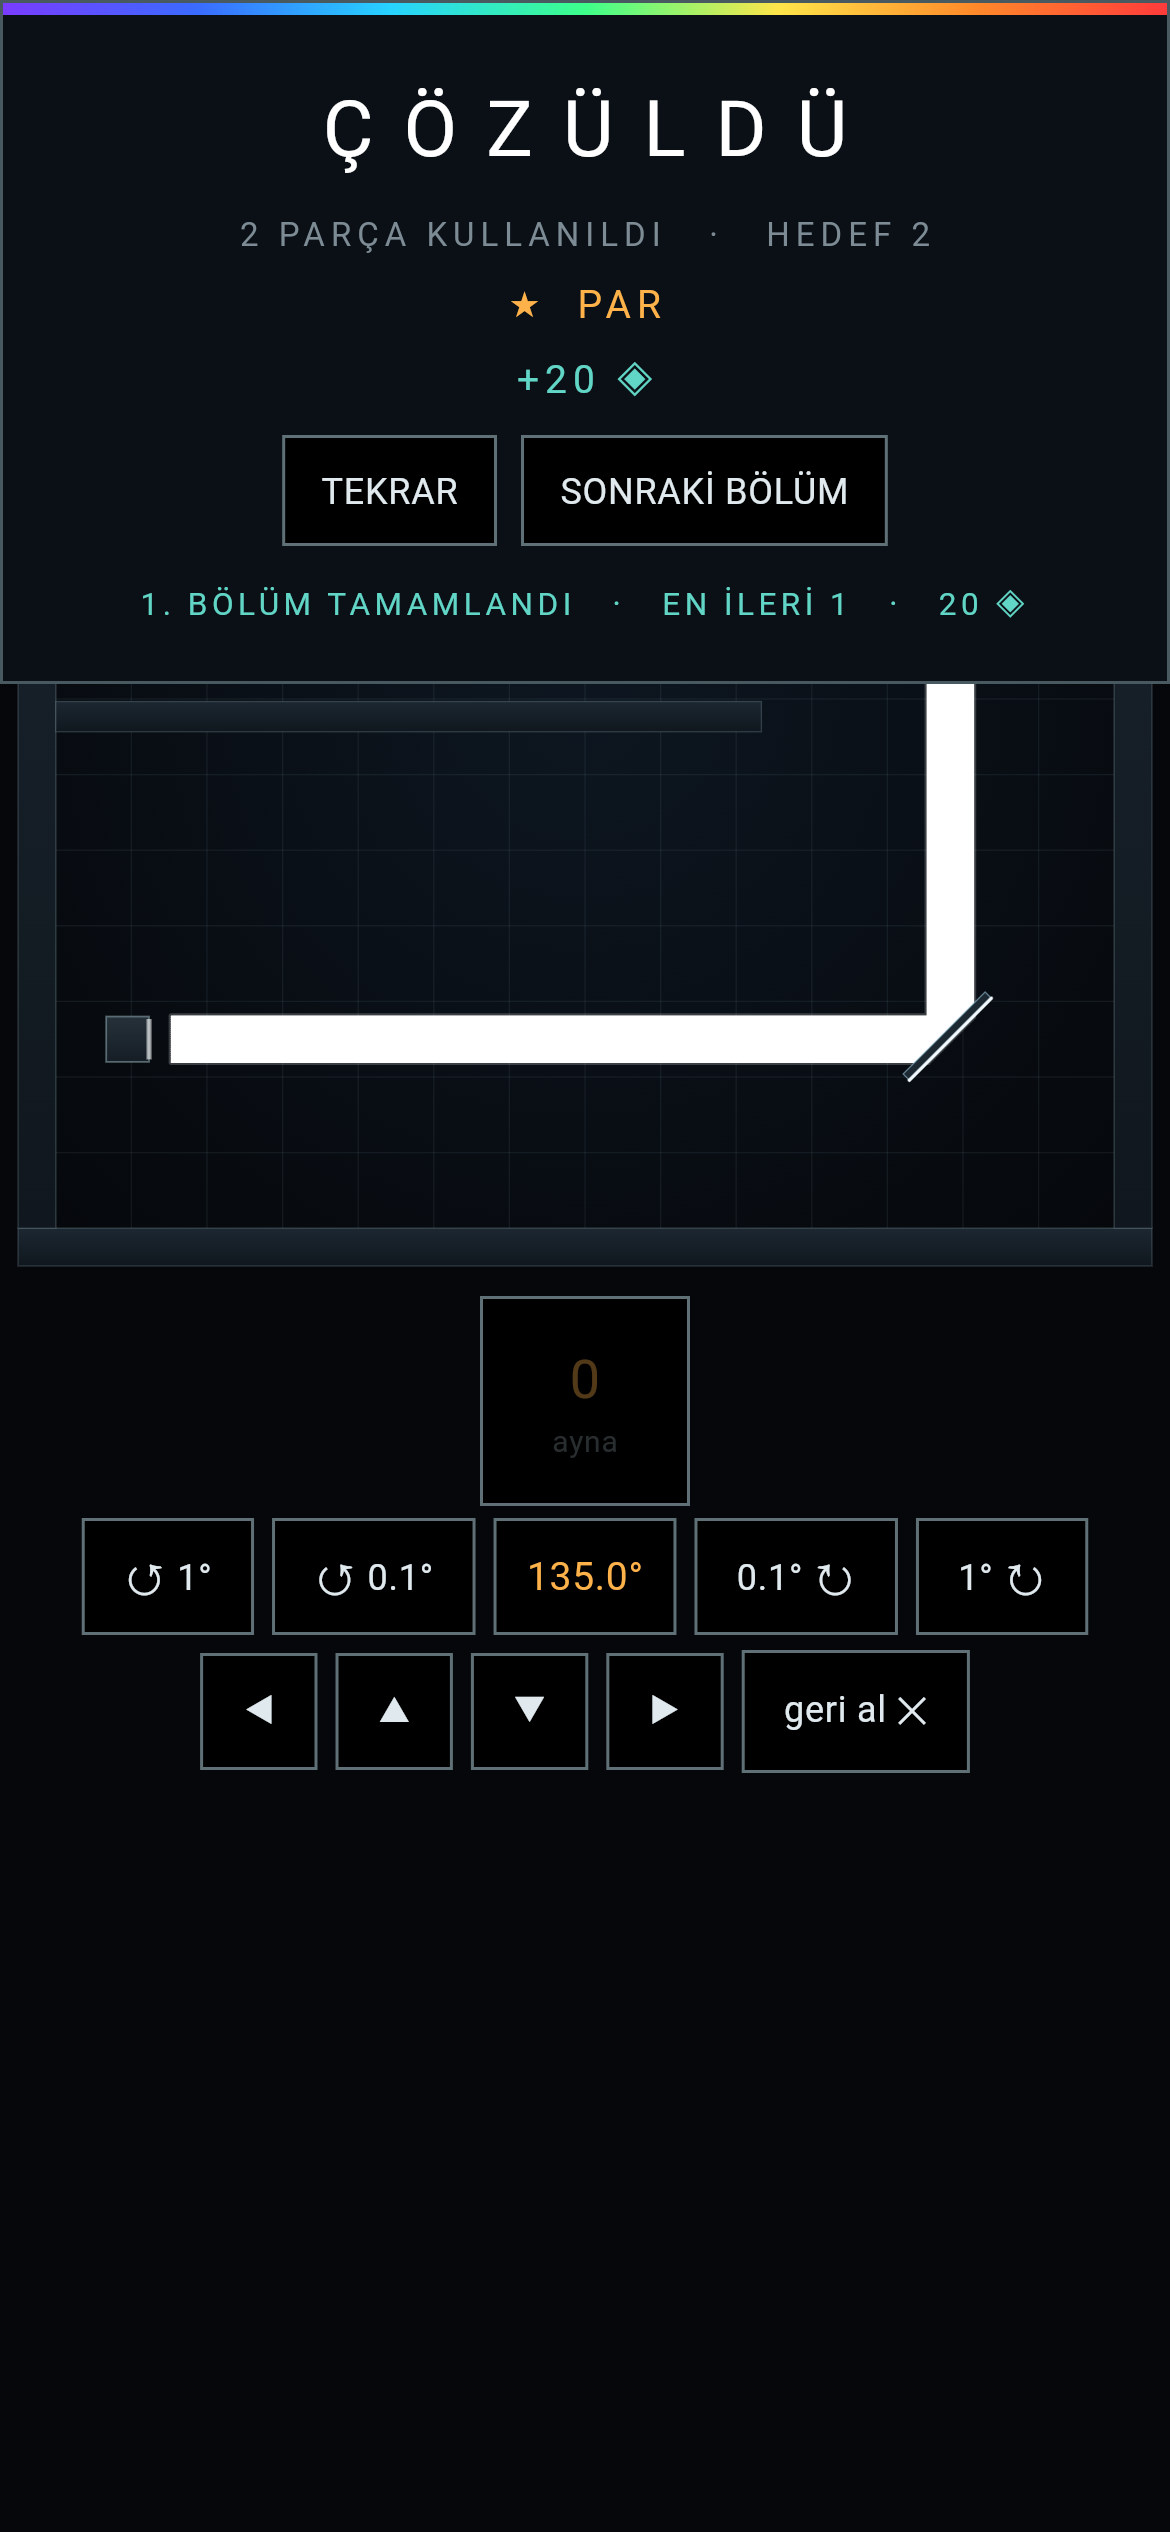 ÇÖZÜLDÜ
2 PARÇA KULLANILDI · HEDEF 2
★ PAR
+20 ◈
TEKRAR
SONRAKİ BÖLÜM
1. BÖLÜM TAMAMLANDI · EN İLERİ 1 · 20 ◈
0
ayna
↺ 1°
↺ 0.1°
135.0°
0.1° ↻
1° ↻
◀ ▲ ▼ ▶ geri al ✕